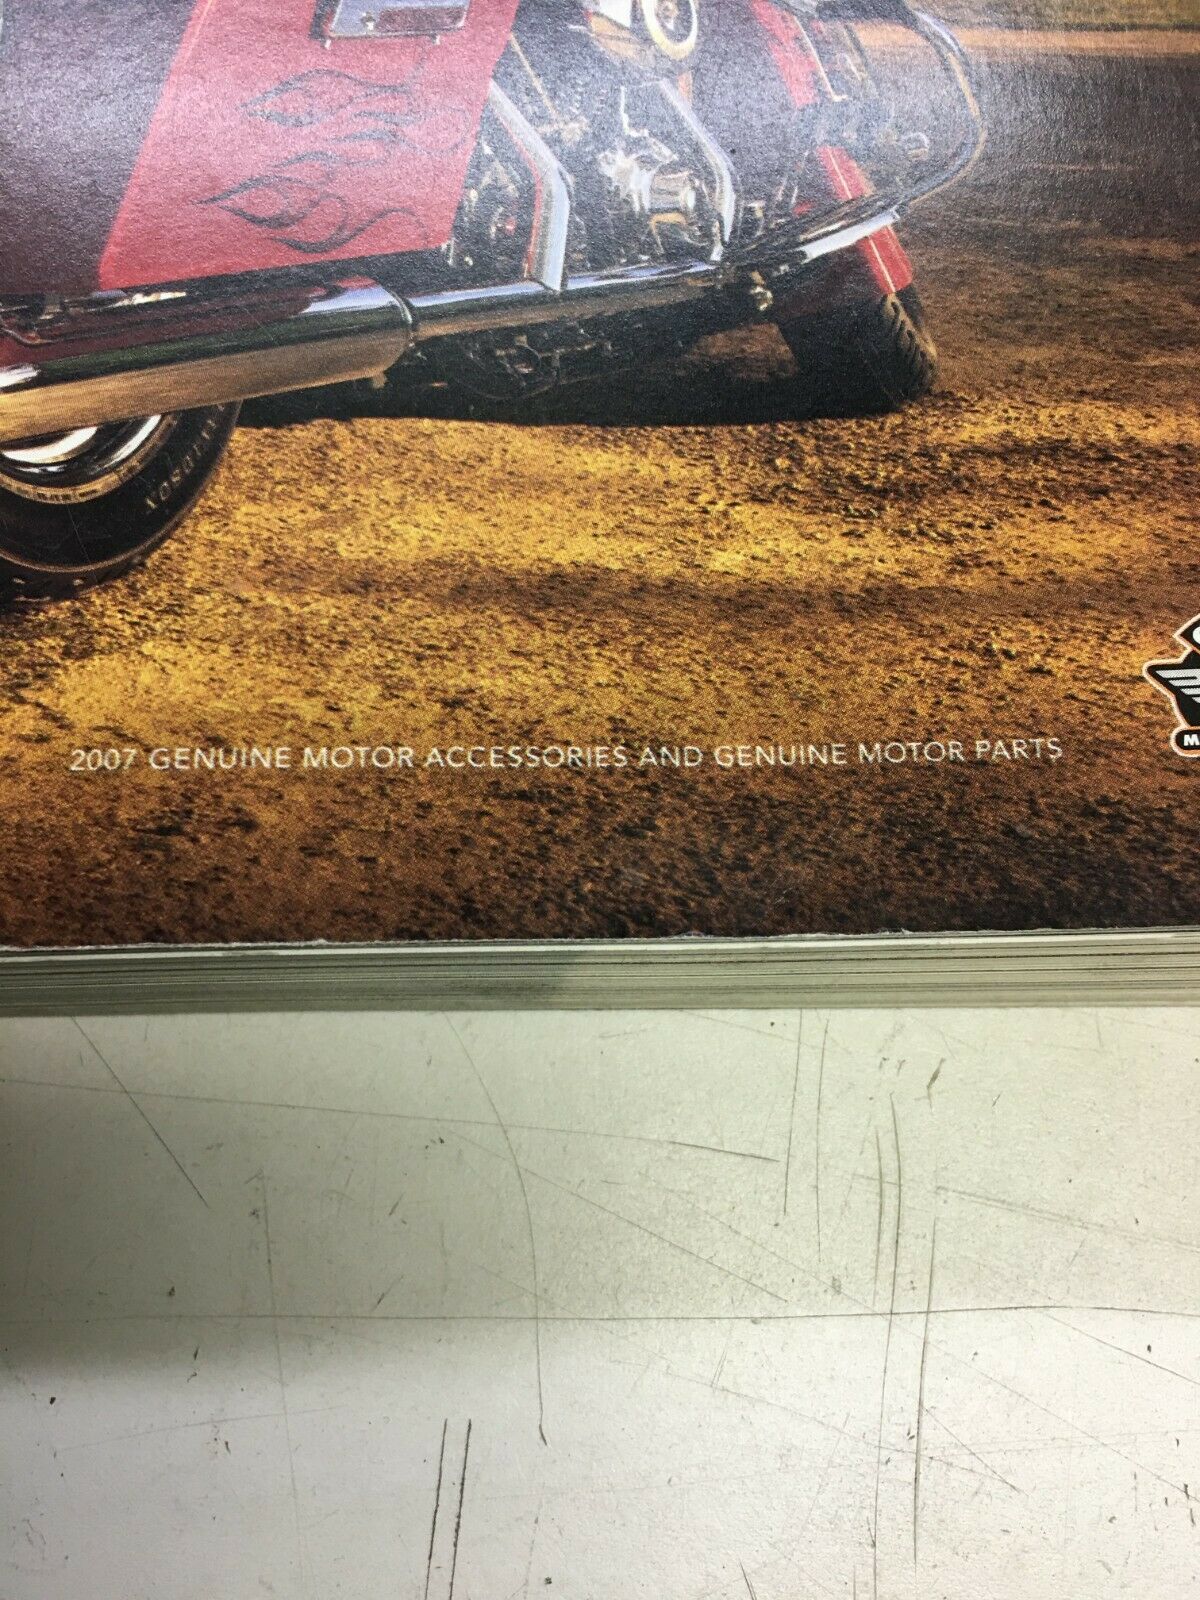 2007 GENUINE MOTOR ACCESSORIES AND GENUINE MOTOR PARTS